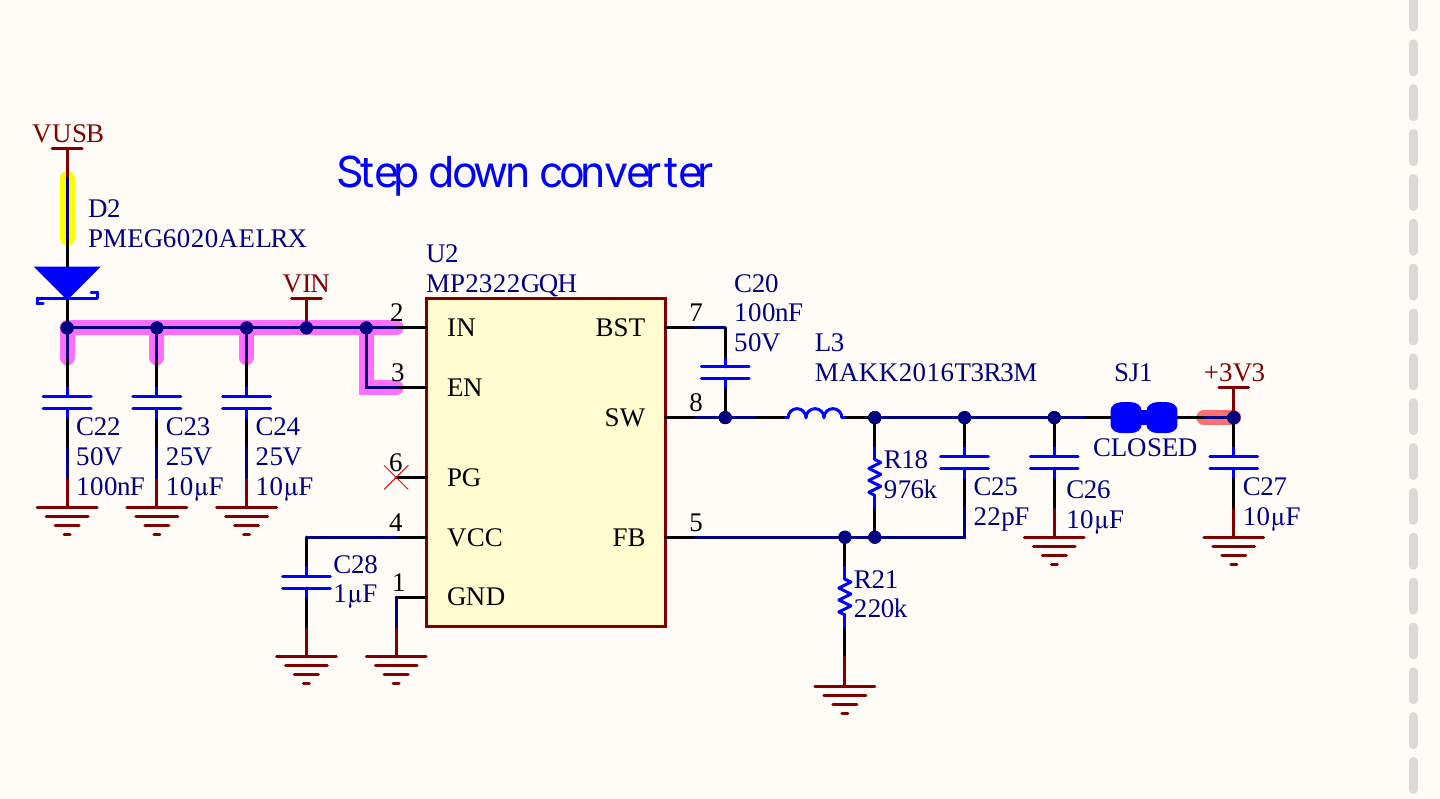 VUSB
Step down converter
D2
PMEG6020AELRX
VIN
U2
MP2322GQH
2
IN
3
EN
6
PG
4
VCC
1
GND
BST
7
SW
8
FB
5
C20
100nF
50V
L3
MAKK2016T3R3M
SJ1
CLOSED
+3V3
C22
50V
100nF
C23
25V
10µF
C24
25V
10µF
C28
1µF
R18
976k
C25
22pF
C26
10µF
C27
10µF
R21
220k